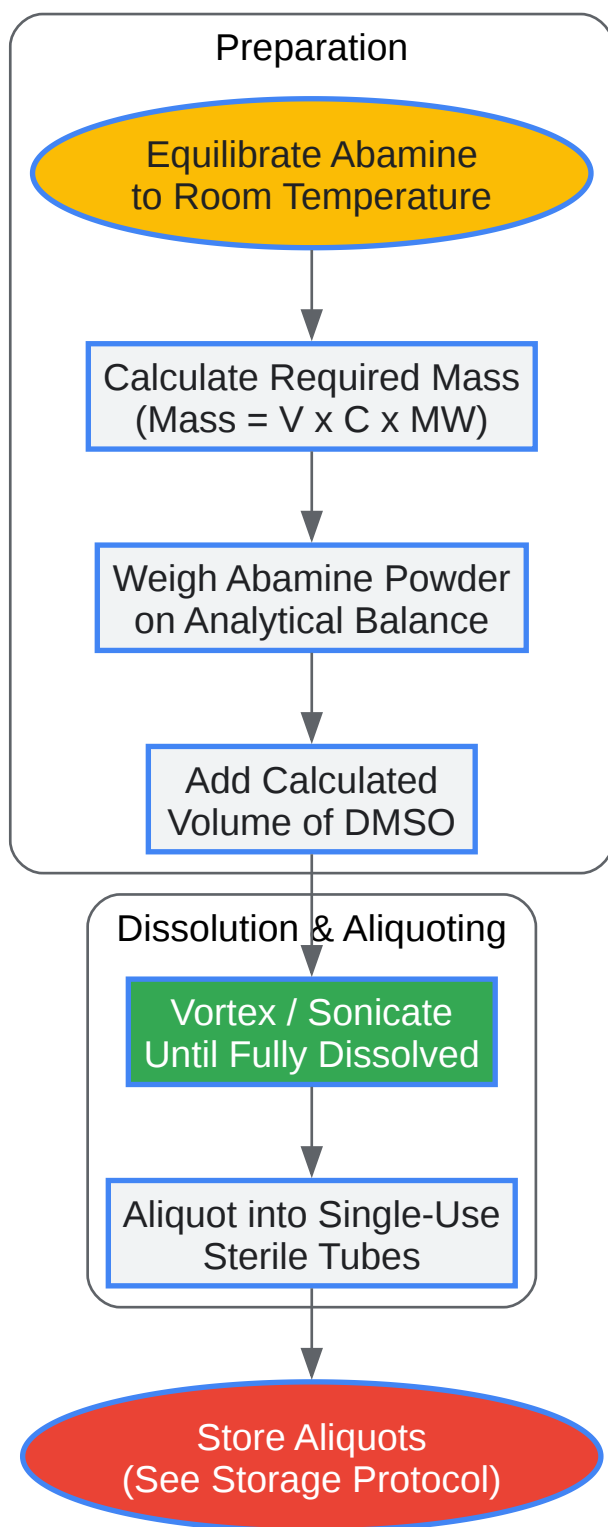 Preparation
Equilibrate Abamine
to Room Temperature
Calculate Required Mass
(Mass = V x C x MW)
Weigh Abamine Powder
on Analytical Balance
Add Calculated
Volume of DMSO
Dissolution & Aliquoting
Vortex / Sonicate
Until Fully Dissolved
Aliquot into Single-Use
Sterile Tubes
Store Aliquots
(See Storage Protocol)